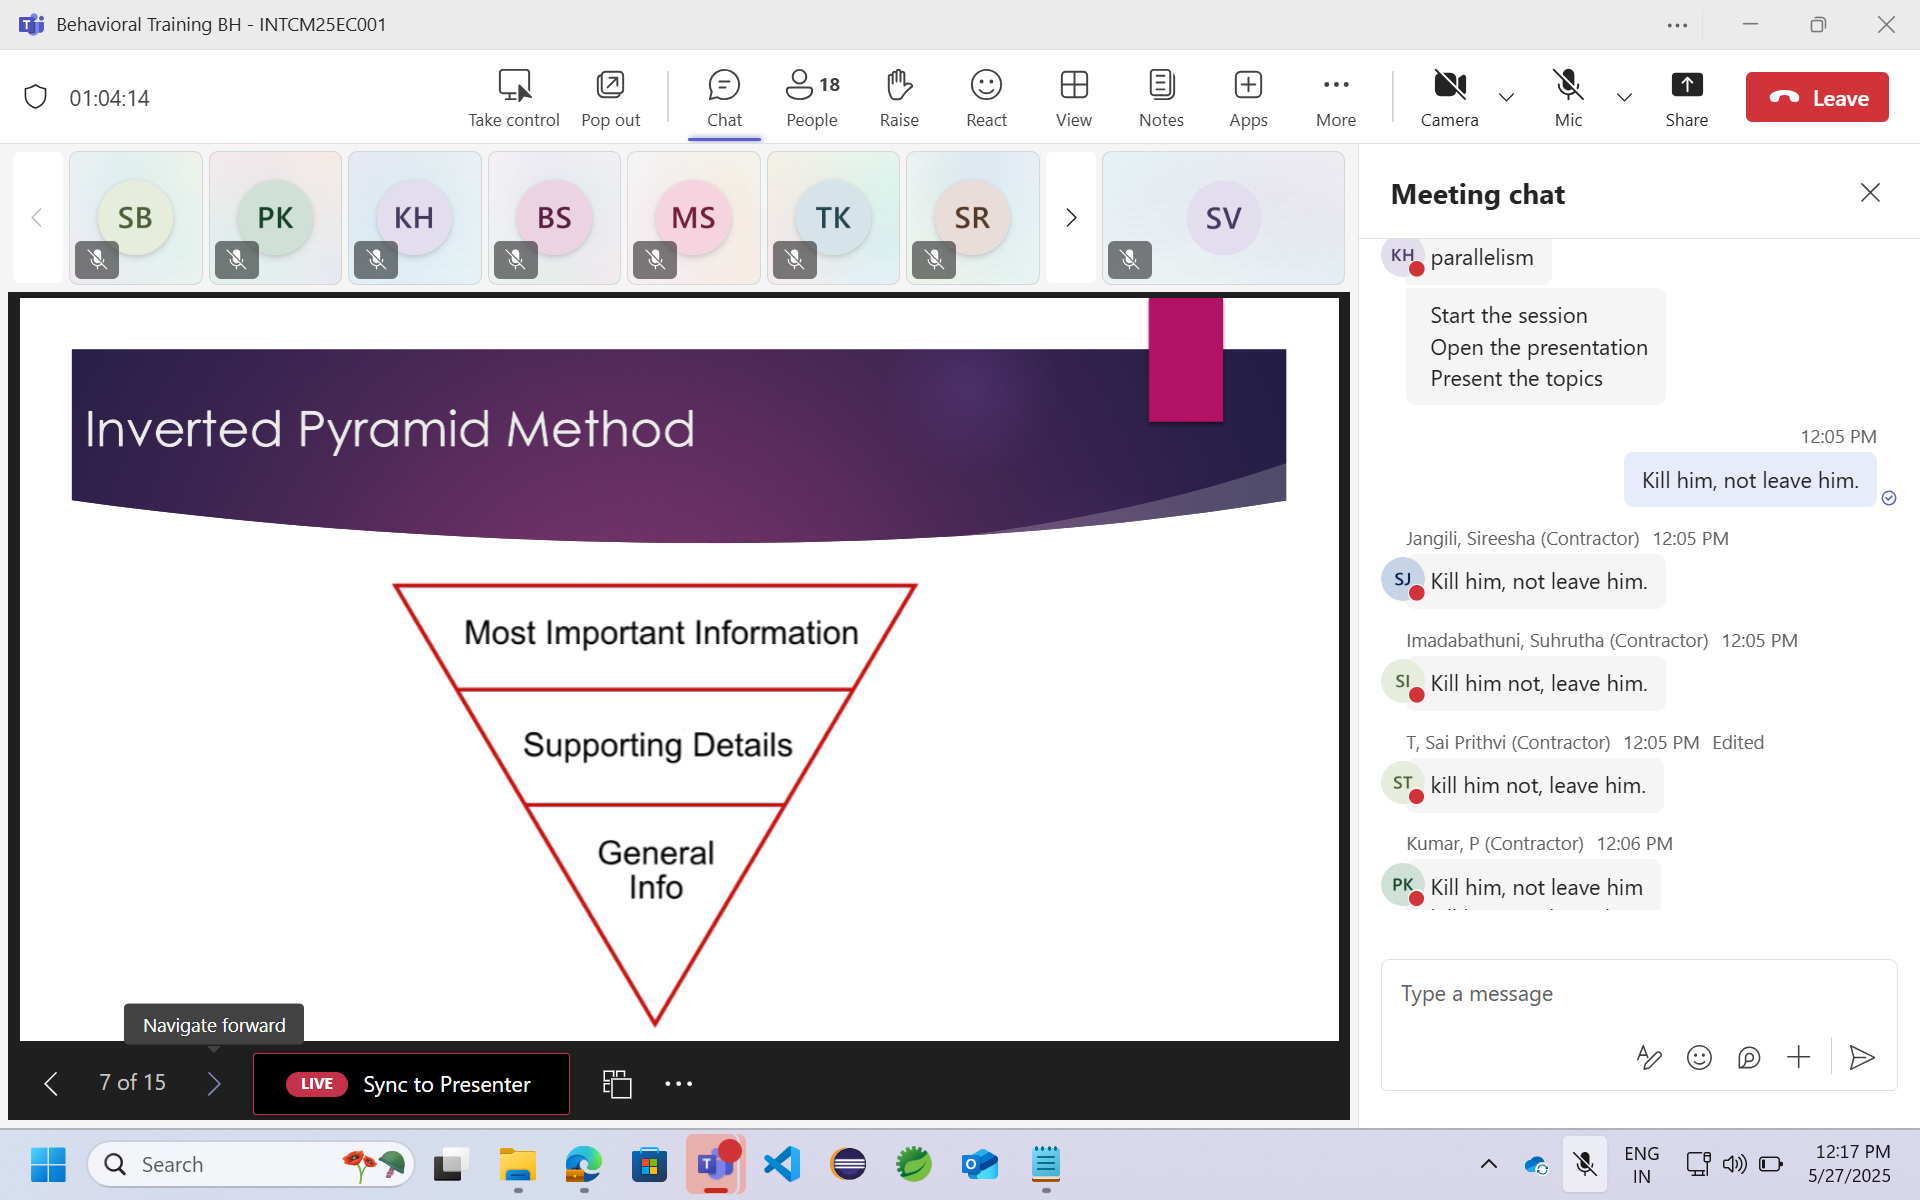 Behavioral Training BH - INTCM25EC001
01:04:14
Take control
Pop out
Chat
18
People
Raise
React
View
Notes
Apps
More
Camera
Mic
Share
Leave
SB
PK
KH
BS
MS
TK
SR
SV
Inverted Pyramid Method
Most Important Information
Supporting Details
General
Info
Navigate forward
7 of 15
LIVE
Sync to Presenter
Meeting chat
KH
parallelism
Start the session
Open the presentation
Present the topics
12:05 PM
Kill him, not leave him.
Jangili, Sireesha (Contractor) 12:05 PM
SJ
Kill him, not leave him.
Imadabathuni, Suhrutha (Contractor) 12:05 PM
SI
Kill him not, leave him.
T, Sai Prithvi (Contractor) 12:05 PM Edited
ST
kill him not, leave him.
Kumar, P (Contractor) 12:06 PM
PK
Kill him, not leave him
Type a message
Search
ENG
IN
12:17 PM
5/27/2025